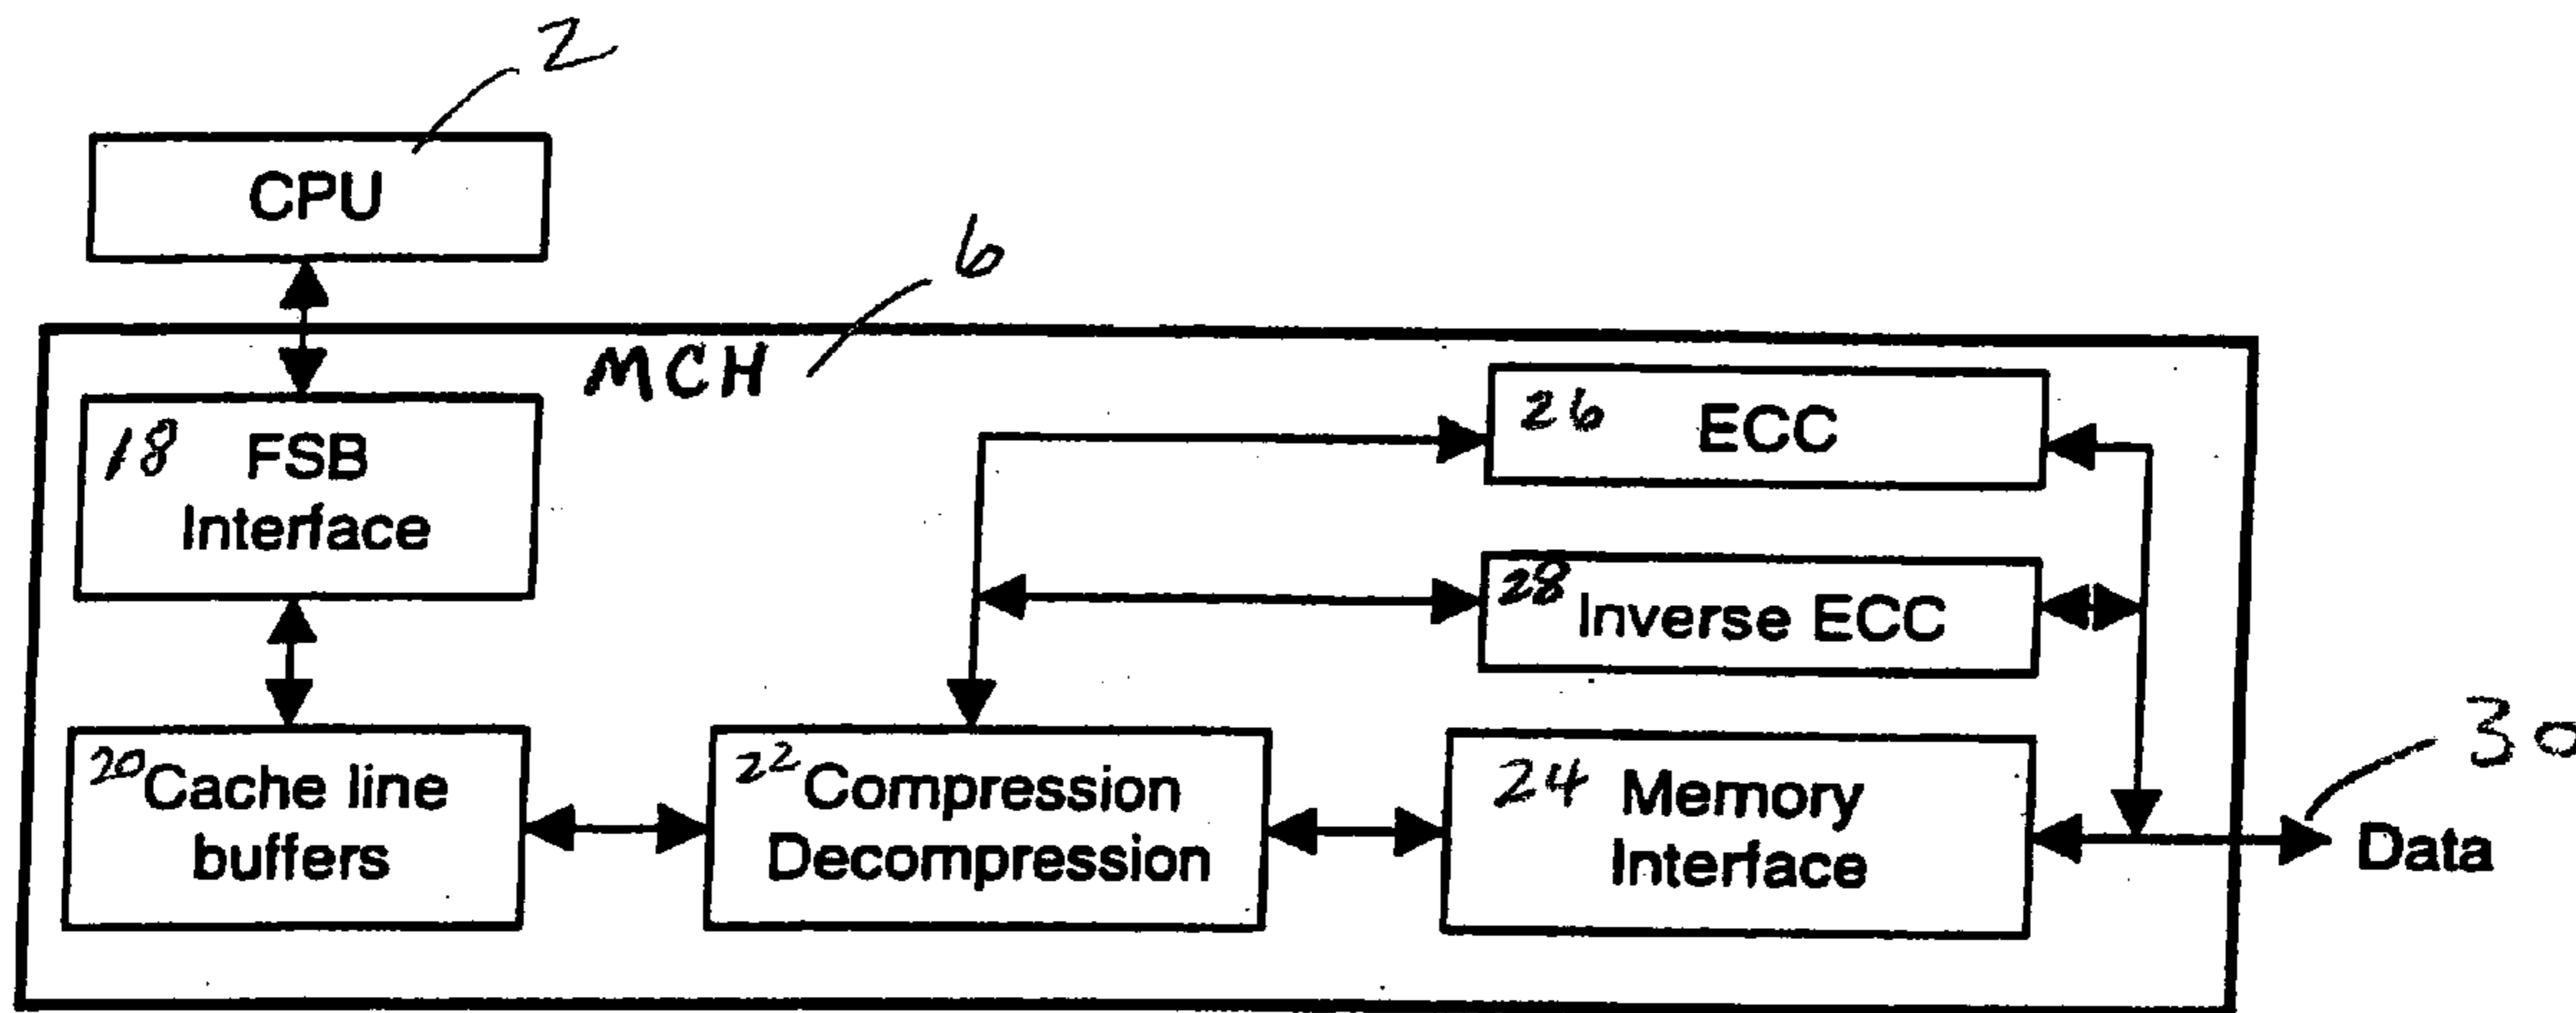 2
CPU
6
MCH
26 ECC
18 FSB
Interface
28 Inverse ECC
30
20 Cache line
buffers
22 Compression
Decompression
24 Memory
Interface
Data